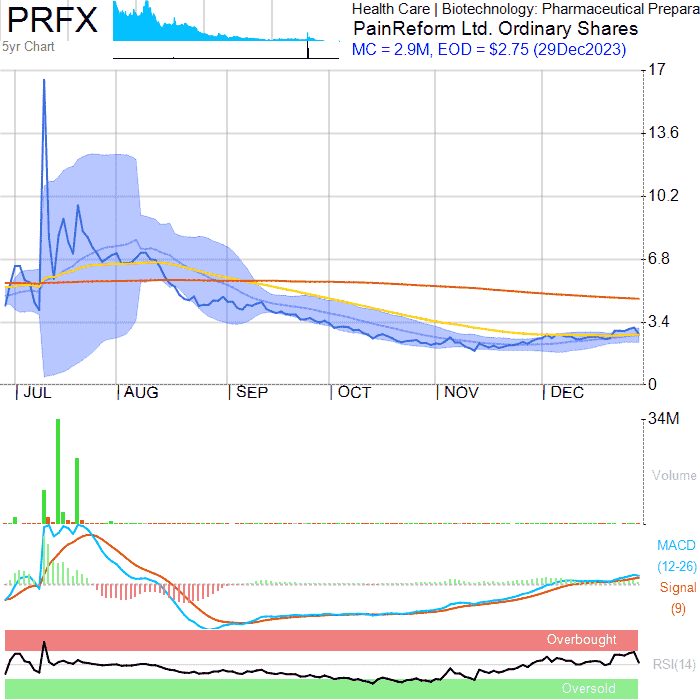 PRFX
5yr Chart
Health Care | Biotechnology: Pharmaceutical Prepara
PainReform Ltd. Ordinary Shares
MC = 2.9M, EOD = $2.75 (29Dec2023)
17
13.6
10.2
6.8
3.4
0
JUL AUG SEP OCT NOV DEC
34M
Volume
MACD
(12-26)
Signal
(9)
Overbought
RSI(14)
Oversold